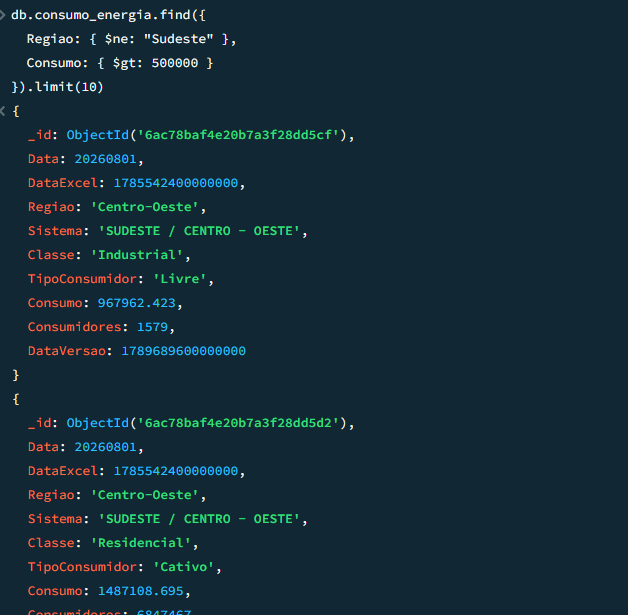 > db.consumo_energia.find({
Regiao: { $ne: "Sudeste" },
Consumo: { $gt: 500000 }
}).limit(10)
< {
_id: ObjectId('6ac78baf4e20b7a3f28dd5cf'),
Data: 20260801,
DataExcel: 1785542400000000,
Regiao: 'Centro-Oeste',
Sistema: 'SUDESTE / CENTRO - OESTE',
Classe: 'Industrial',
TipoConsumidor: 'Livre',
Consumo: 967962.423,
Consumidores: 1579,
DataVersao: 1789689600000000
}
{
_id: ObjectId('6ac78baf4e20b7a3f28dd5d2'),
Data: 20260801,
DataExcel: 1785542400000000,
Regiao: 'Centro-Oeste',
Sistema: 'SUDESTE / CENTRO - OESTE',
Classe: 'Residencial',
TipoConsumidor: 'Cativo',
Consumo: 1487108.695,
Consumidores: 6847467